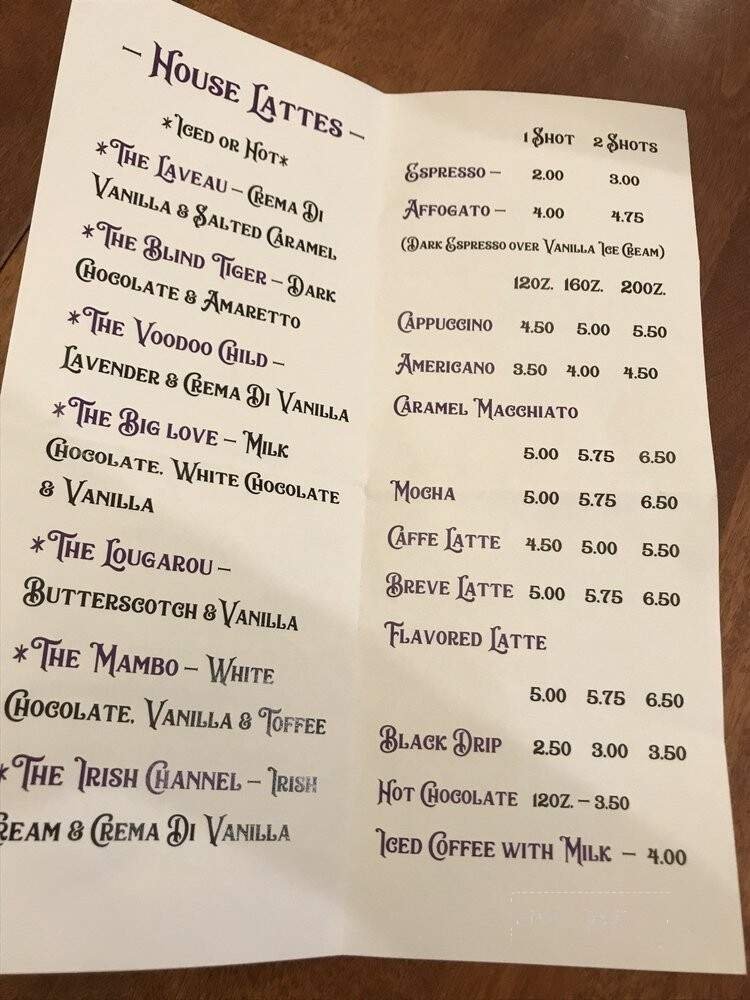 – House Lattes –
*Iced or Hot*
*The Laveau – Crema Di
Vanilla & Salted Caramel
*The Blind Tiger – Dark
Chocolate & Amaretto
*The Voodoo Child –
Lavender & Crema Di Vanilla
*The Big love – Milk
Chocolate, White Chocolate
& Vanilla
*The Lougarou –
Butterscotch & Vanilla
*The Mambo – White
Chocolate, Vanilla & Toffee
*The Irish Channel – Irish
Cream & Crema Di Vanilla
1 Shot 2 Shots
Espresso – 2.00 3.00
Affogato – 4.00 4.75
(Dark Espresso over Vanilla Ice Cream)
12oz. 16oz. 20oz.
Cappuccino 4.50 5.00 5.50
Americano 3.50 4.00 4.50
Caramel Macchiato
5.00 5.75 6.50
Mocha 5.00 5.75 6.50
Caffe Latte 4.50 5.00 5.50
Breve Latte 5.00 5.75 6.50
Flavored Latte
5.00 5.75 6.50
Black Drip 2.50 3.00 3.50
Hot Chocolate 12oz. – 3.50
Iced Coffee with Milk – 4.00